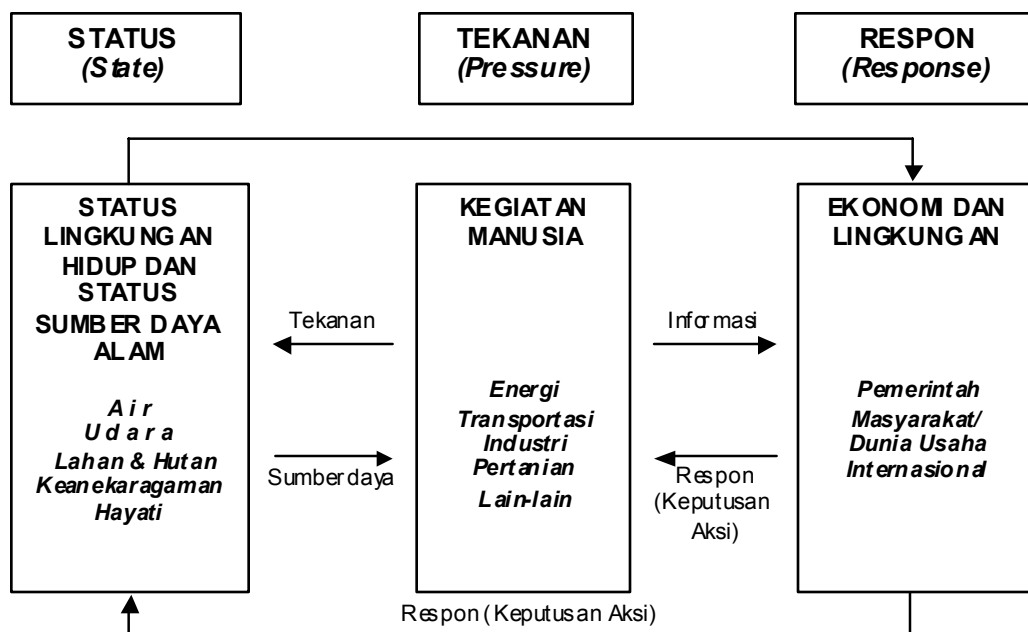 STATUS
(State)
TEKANAN
(Pressure)
RESPON
(Response)
STATUS
LINGKUNGAN
HIDUP DAN
STATUS
SUMBER DAYA
ALAM
Air
Udara
Lahan & Hutan
Keanekaragaman
Hayati
Tekanan
Sumberdaya
KEGIATAN
MANUSIA
Energi
Transportasi
Industri
Pertanian
Lain-lain
Informasi
Respon
(Keputusan
Aksi)
EKONOMI DAN
LINGKUNGAN
Pemerintah
Masyarakat/
Dunia Usaha
Internasional
Respon (Keputusan Aksi)